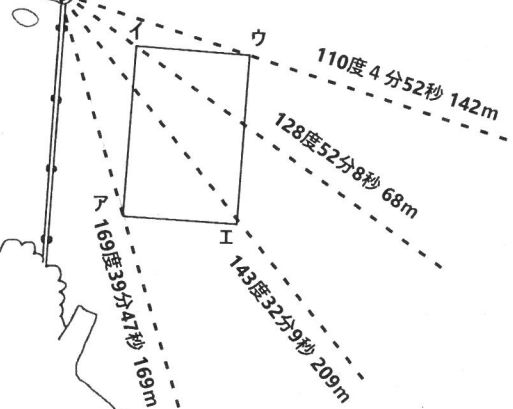 イ
ウ
110度4分52秒 142m
128度52分8秒 68m
ア
エ
169度39分47秒 169m
143度32分9秒 209m